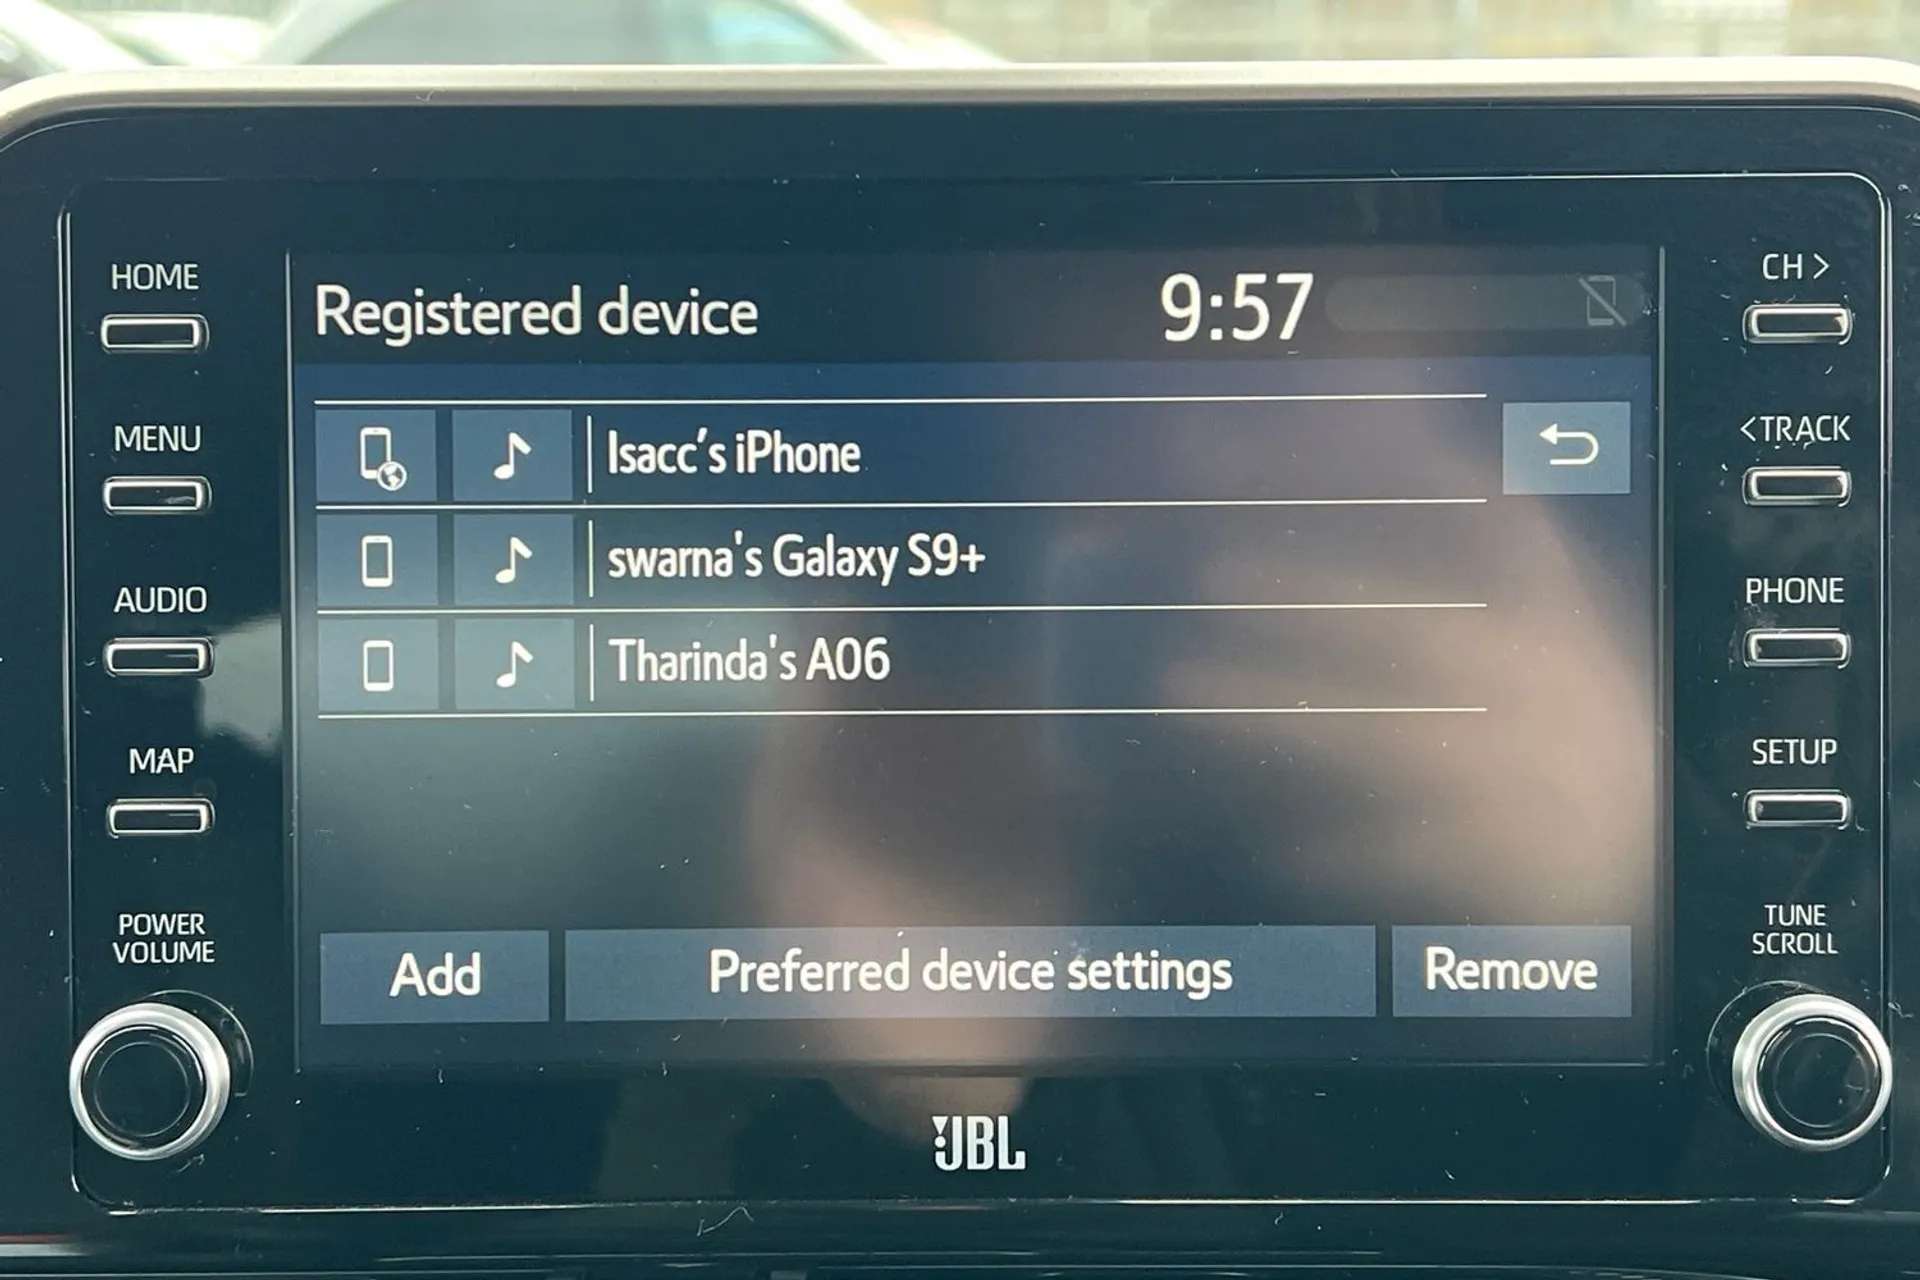 HOME
MENU
AUDIO
MAP
POWER
VOLUME
Registered device
9:57
Isacc's iPhone
swarna's Galaxy S9+
Tharinda's A06
Add
Preferred device settings
Remove
JBL
CH >
<TRACK
PHONE
SETUP
TUNE
SCROLL